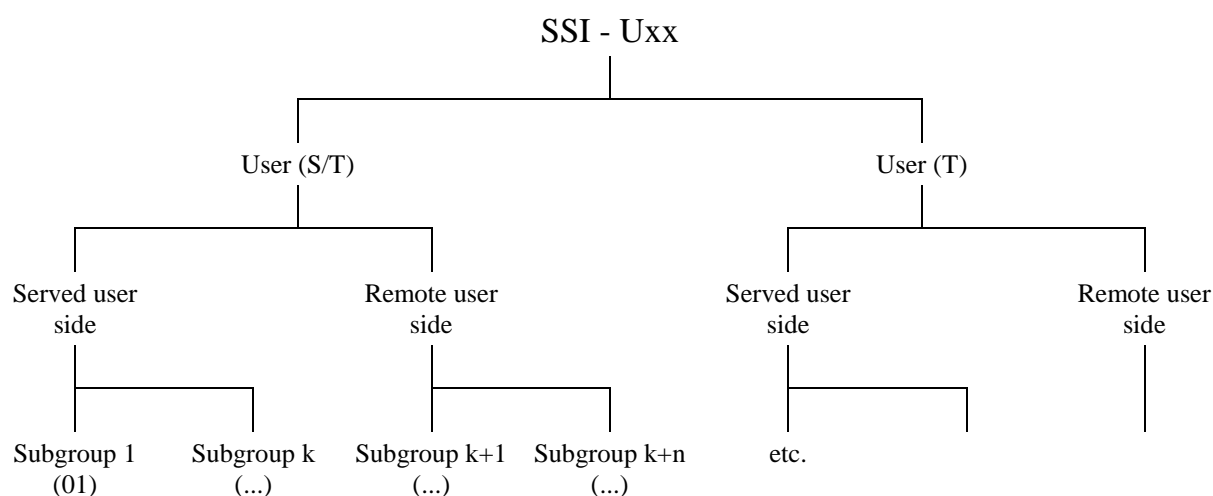 SSI - Uxx
User (S/T)
User (T)
Served user
side
Remote user
side
Served user
side
Remote user
side
Subgroup 1
(01)
Subgroup k
(...)
Subgroup k+1
(...)
Subgroup k+n
(...)
etc.